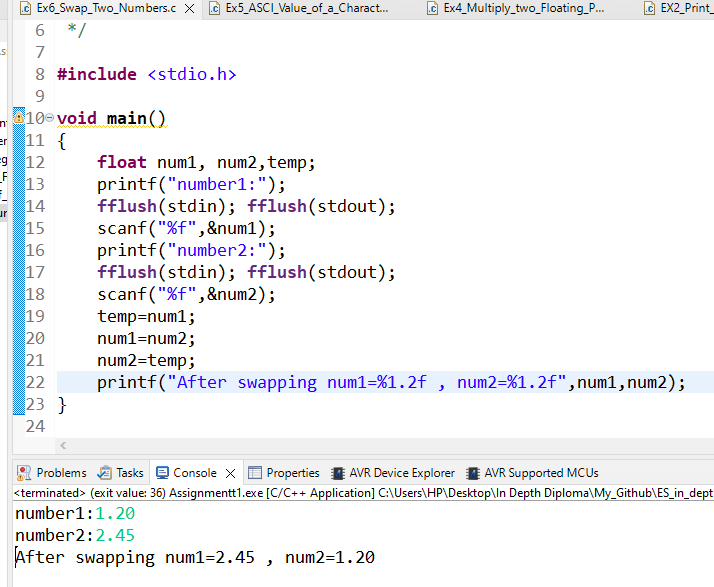 Ex6_Swap_Two_Numbers.c Ex5_ASCI_Value_of_a_Charact... Ex4_Multiply_two_Floating_P... EX2_Print_
6 */
7
8 #include <stdio.h>
9
10 void main()
11 {
12 float num1, num2,temp;
13 printf("number1:");
14 fflush(stdin); fflush(stdout);
15 scanf("%f",&num1);
16 printf("number2:");
17 fflush(stdin); fflush(stdout);
18 scanf("%f",&num2);
19 temp=num1;
20 num1=num2;
21 num2=temp;
22 printf("After swapping num1=%1.2f , num2=%1.2f",num1,num2);
23 }
24
Problems Tasks Console Properties AVR Device Explorer AVR Supported MCUs
<terminated> (exit value: 36) Assignmentt1.exe [C/C++ Application] C:\Users\HP\Desktop\In Depth Diploma\My_Github\ES_in_dept
number1:1.20
number2:2.45
After swapping num1=2.45 , num2=1.20